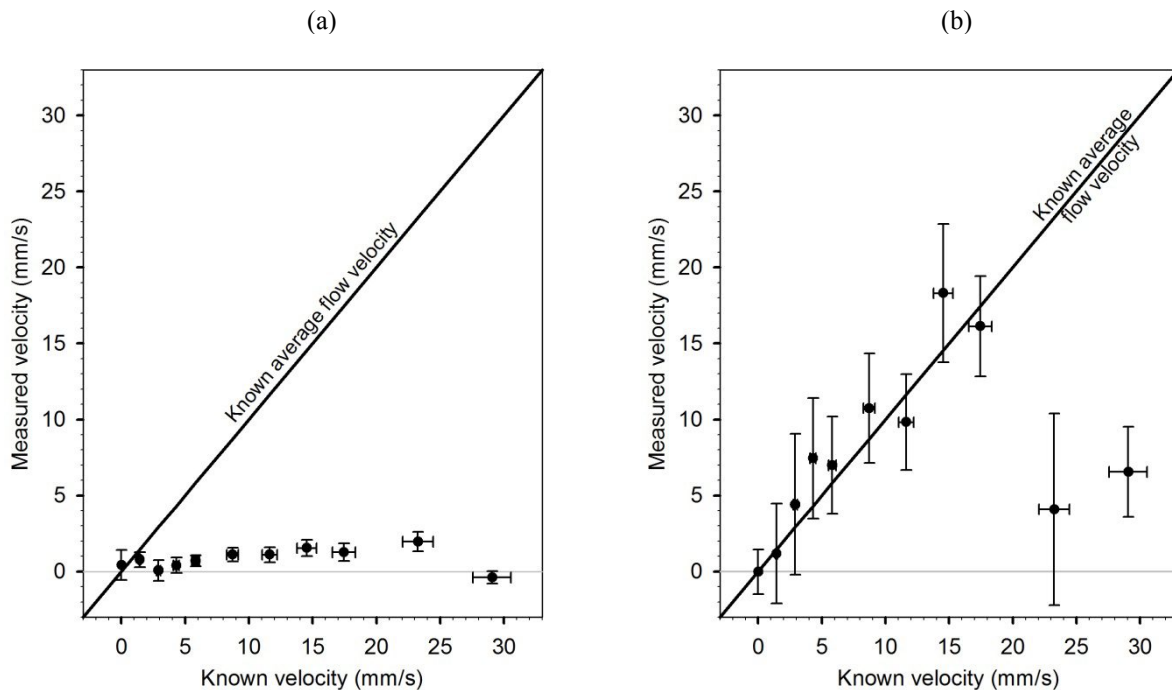 (a)
(b)
Measured velocity (mm/s)
30
25
20
15
10
5
0
Known average flow velocity
0 5 10 15 20 25 30
Known velocity (mm/s)
Measured velocity (mm/s)
30
25
20
15
10
5
0
Known average
flow velocity
0 5 10 15 20 25 30
Known velocity (mm/s)